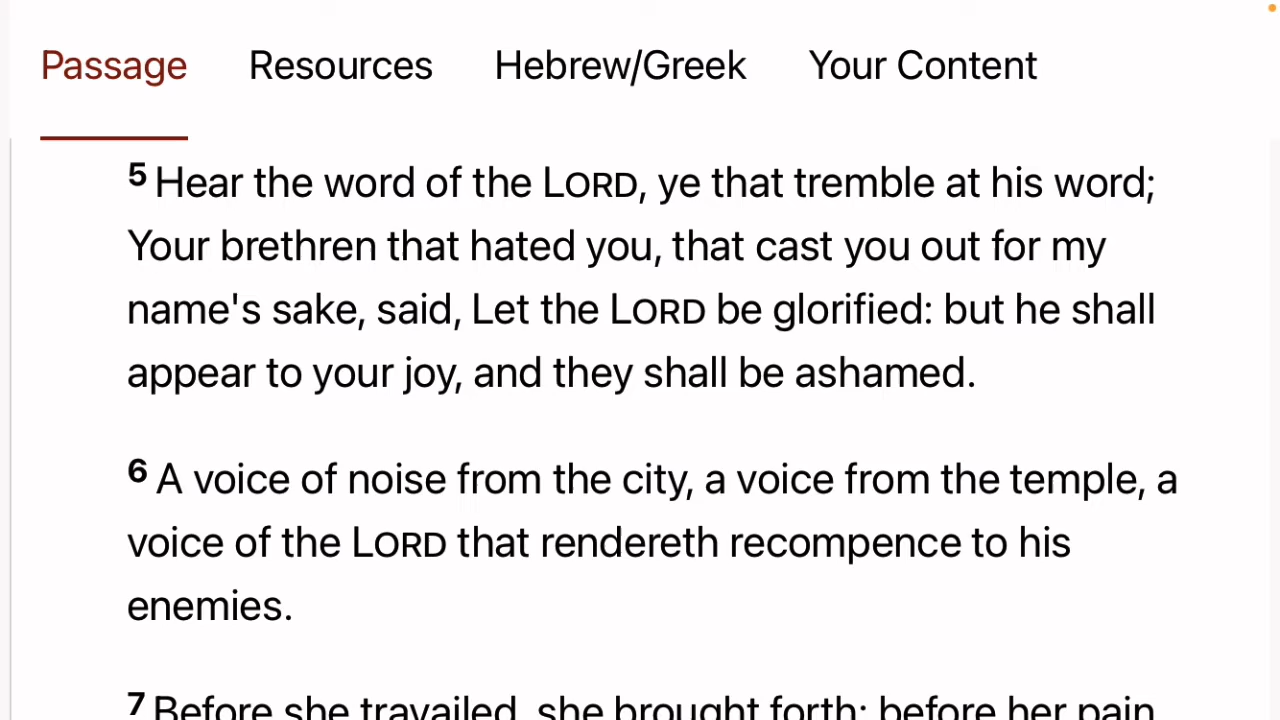 Passage Resources Hebrew/Greek Your Content
5 Hear the word of the LORD, ye that tremble at his word;
Your brethren that hated you, that cast you out for my
name's sake, said, Let the LORD be glorified: but he shall
appear to your joy, and they shall be ashamed.
6 A voice of noise from the city, a voice from the temple, a
voice of the LORD that rendereth recompence to his
enemies.
7 Before she travailed, she brought forth; before her pain